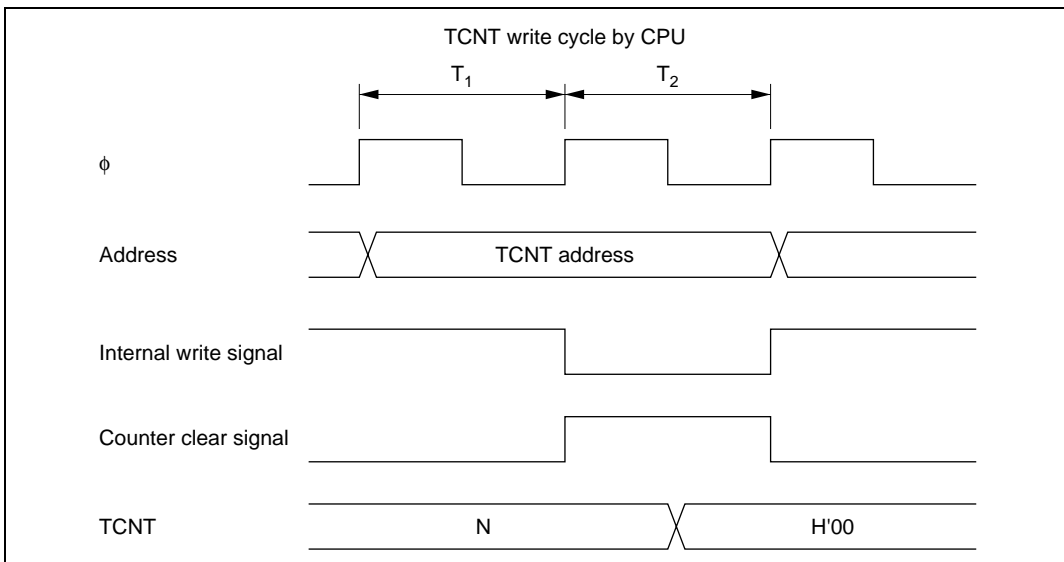 TCNT write cycle by CPU
T1 T2
φ
Address TCNT address
Internal write signal
Counter clear signal
TCNT N H'00